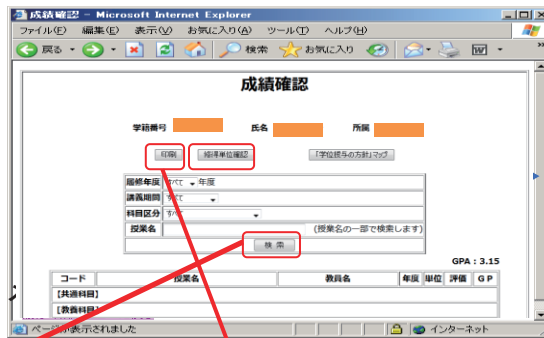 成績確認 - Microsoft Internet Explorer
ファイル(F) 編集(E) 表示(V) お気に入り(A) ツール(T) ヘルプ(H)
戻る 検索 お気に入り
成績確認
学籍番号 氏名 所属
印刷 修得単位確認 「学位授与の方針」マップ
履修年度 すべて 年度
講義期間 すべて
科目区分 すべて
授業名 (授業名の一部で検索します)
検 索
GPA : 3.15
コード 授業名 教員名 年度 単位 評価 G P
【共通科目】
【教養科目】
ページが表示されました インターネット